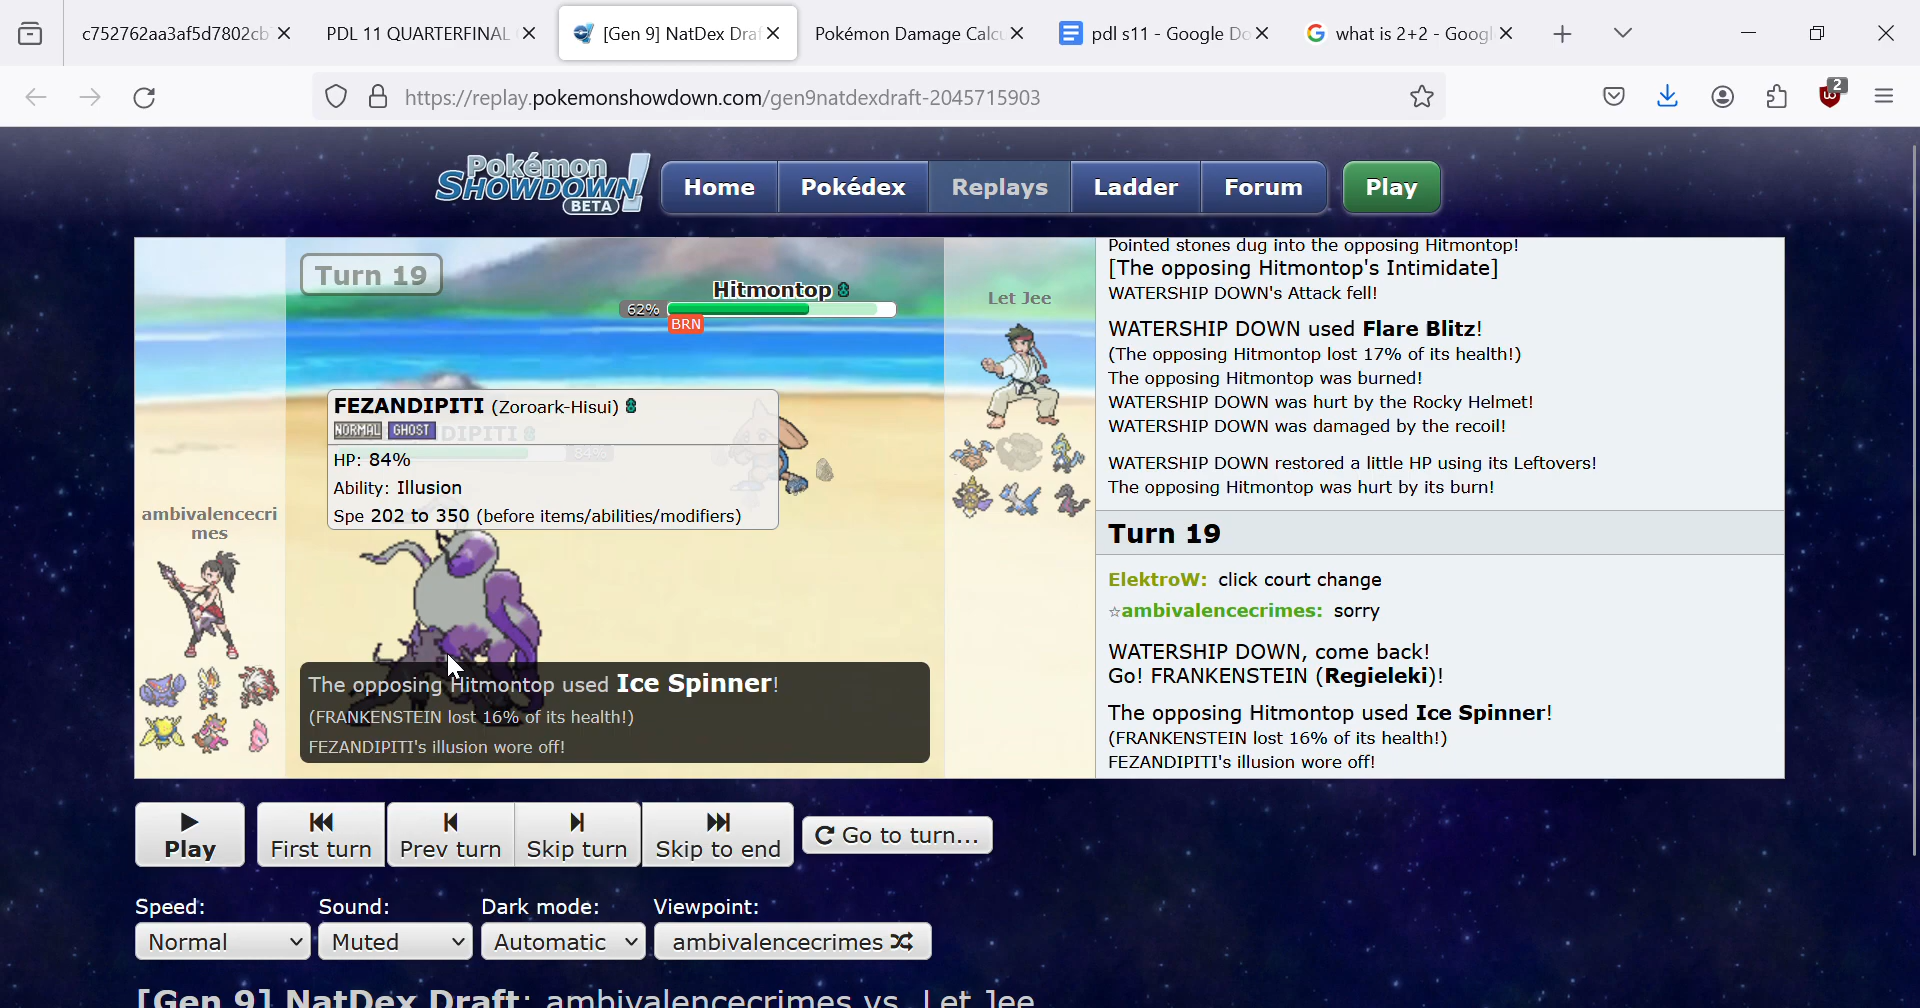 c752762aa3af5d7802cb
PDL 11 QUARTERFINAL
[Gen 9] NatDex Dra
Pokémon Damage Calcu
pdl s11 - Google Do
what is 2+2 - Googl
https://replay.pokemonshowdown.com/gen9natdexdraft-2045715903
2
Pokémon
SHOWDOWN!
BETA
Home
Pokédex
Replays
Ladder
Forum
Play
Turn 19
Hitmontop
62%
BRN
FEZANDIPITI (Zoroark-Hisui)
NORMAL GHOST
DIPITI
84%
HP: 84%
Ability: Illusion
Spe 202 to 350 (before items/abilities/modifiers)
ambivalencecri
mes
Let Jee
The opposing Hitmontop used Ice Spinner!
(FRANKENSTEIN lost 16% of its health!)
FEZANDIPITI's illusion wore off!
Pointed stones dug into the opposing Hitmontop!
[The opposing Hitmontop's Intimidate]
WATERSHIP DOWN's Attack fell!
WATERSHIP DOWN used Flare Blitz!
(The opposing Hitmontop lost 17% of its health!)
The opposing Hitmontop was burned!
WATERSHIP DOWN was hurt by the Rocky Helmet!
WATERSHIP DOWN was damaged by the recoil!
WATERSHIP DOWN restored a little HP using its Leftovers!
The opposing Hitmontop was hurt by its burn!
Turn 19
ElektroW: click court change
☆ambivalencecrimes: sorry
WATERSHIP DOWN, come back!
Go! FRANKENSTEIN (Regieleki)!
The opposing Hitmontop used Ice Spinner!
(FRANKENSTEIN lost 16% of its health!)
FEZANDIPITI's illusion wore off!
Play
First turn
Prev turn
Skip turn
Skip to end
Go to turn...
Speed:
Sound:
Dark mode:
Viewpoint:
Normal
Muted
Automatic
ambivalencecrimes
[Gen 9] NatDex Draft: ambivalencecrimes vs. Let Jee